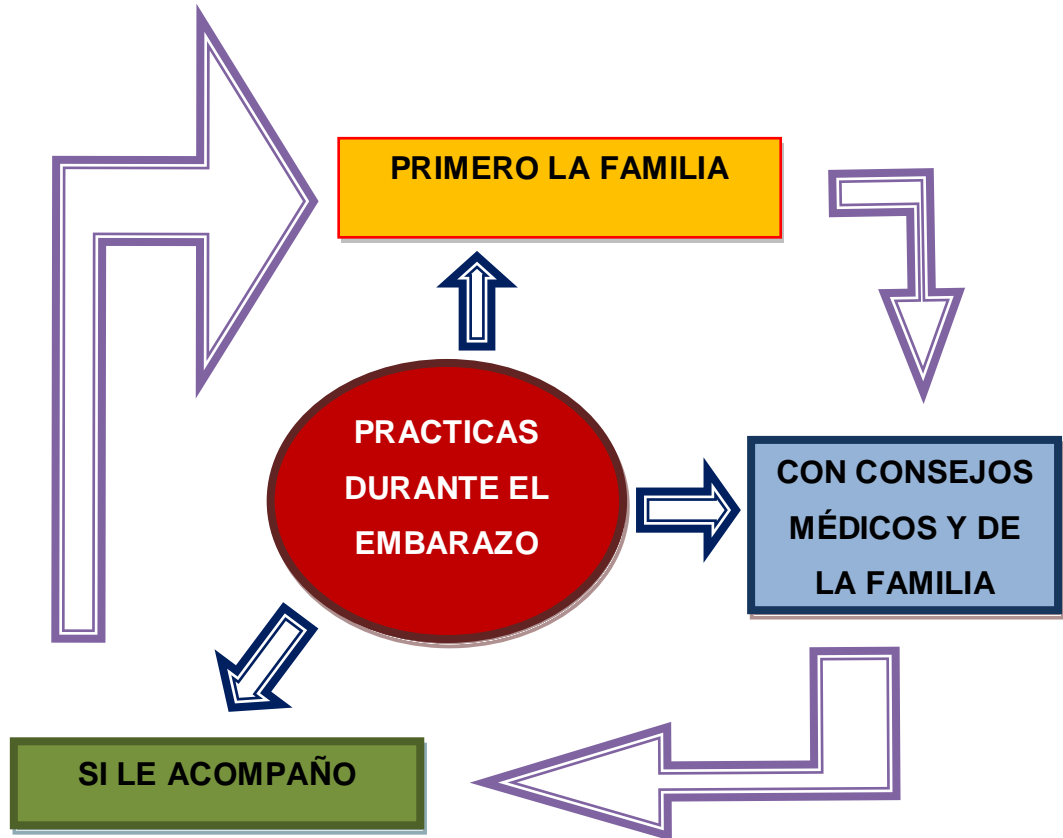 PRIMERO LA FAMILIA
PRACTICAS
DURANTE EL
EMBARAZO
CON CONSEJOS
MÉDICOS Y DE
LA FAMILIA
SI LE ACOMPAÑO